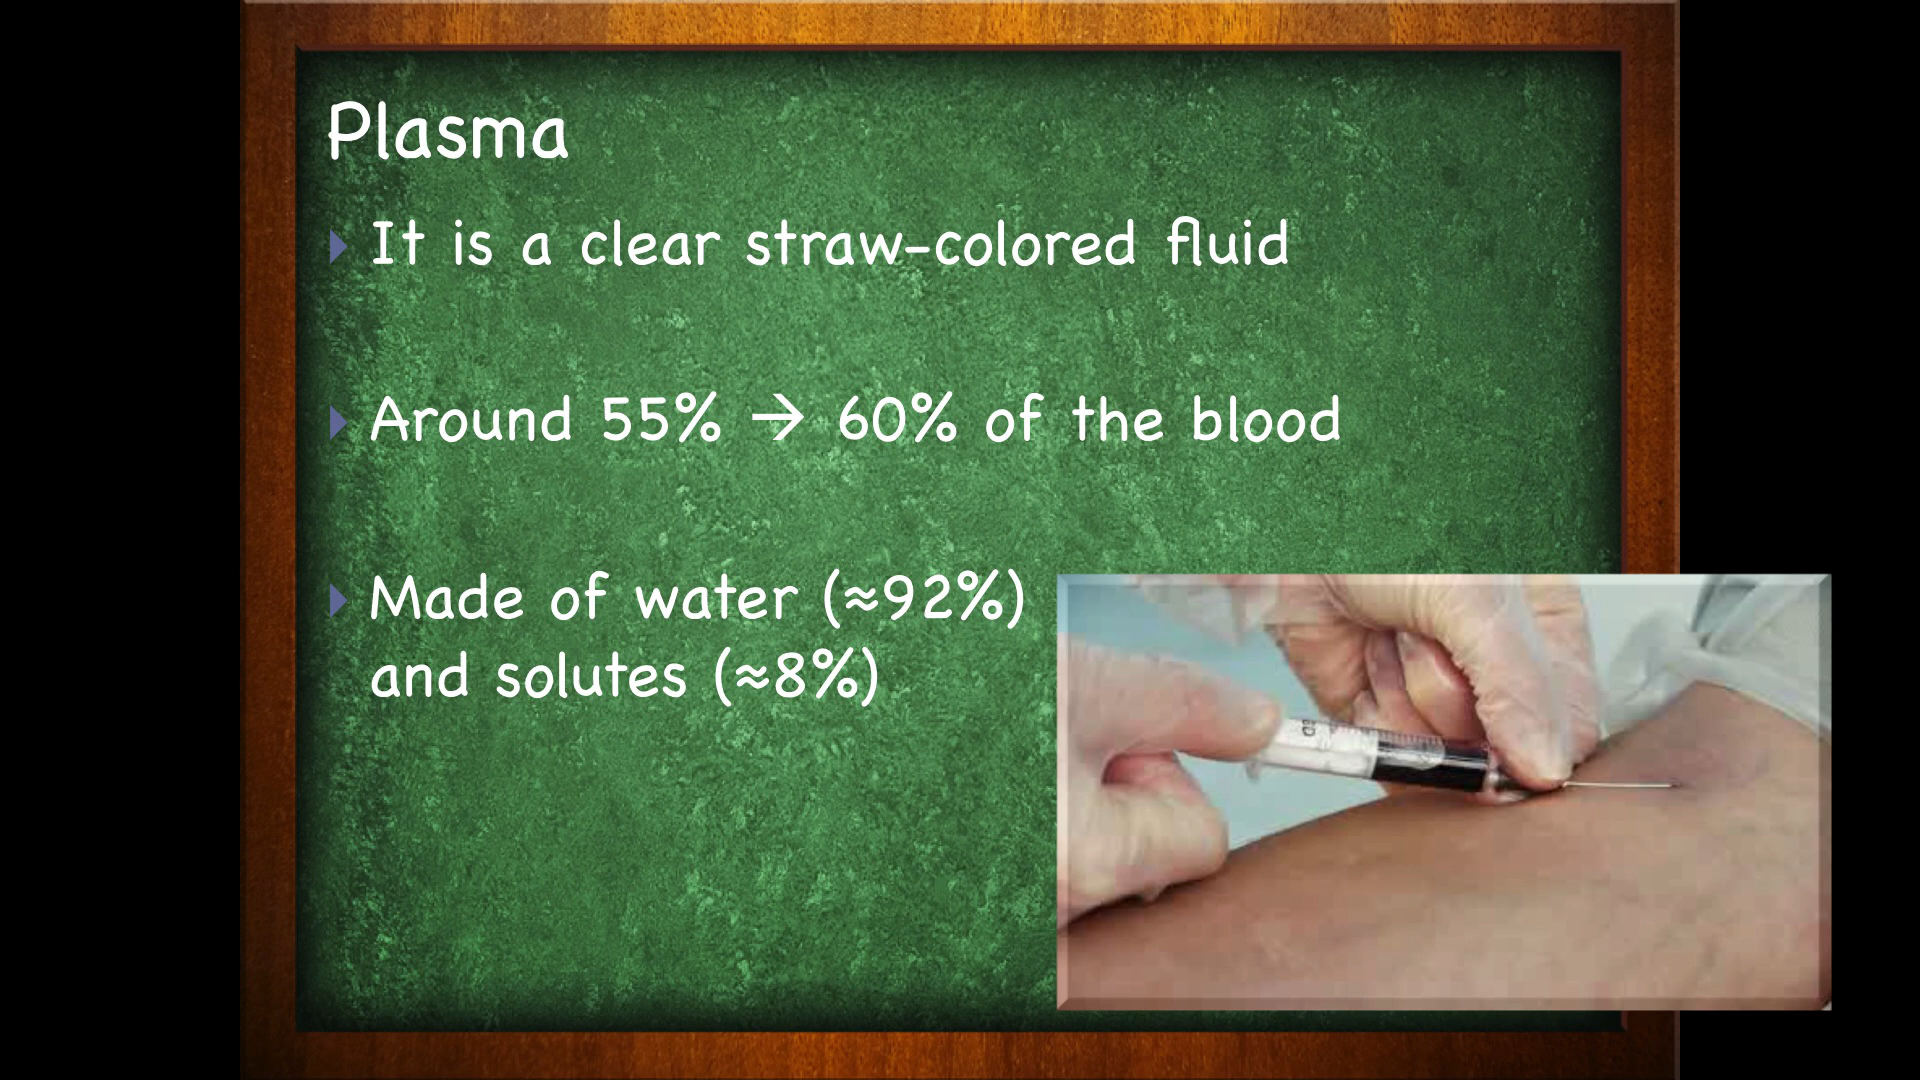 Plasma
It is a clear straw-colored fluid
Around 55% → 60% of the blood
Made of water (≈92%)
and solutes (≈8%)